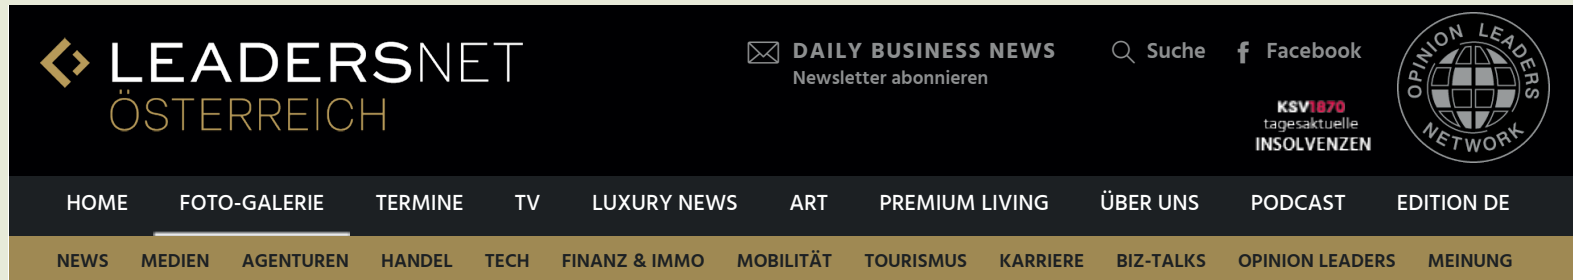 LEADERSNET
ÖSTERREICH
DAILY BUSINESS NEWS
Newsletter abonnieren
Suche
Facebook
KSV1870
tagesaktuelle
INSOLVENZEN
OPINION LEADERS
NETWORK
HOME FOTO-GALERIE TERMINE TV LUXURY NEWS ART PREMIUM LIVING ÜBER UNS PODCAST EDITION DE
NEWS MEDIEN AGENTUREN HANDEL TECH FINANZ & IMMO MOBILITÄT TOURISMUS KARRIERE BIZ-TALKS OPINION LEADERS MEINUNG